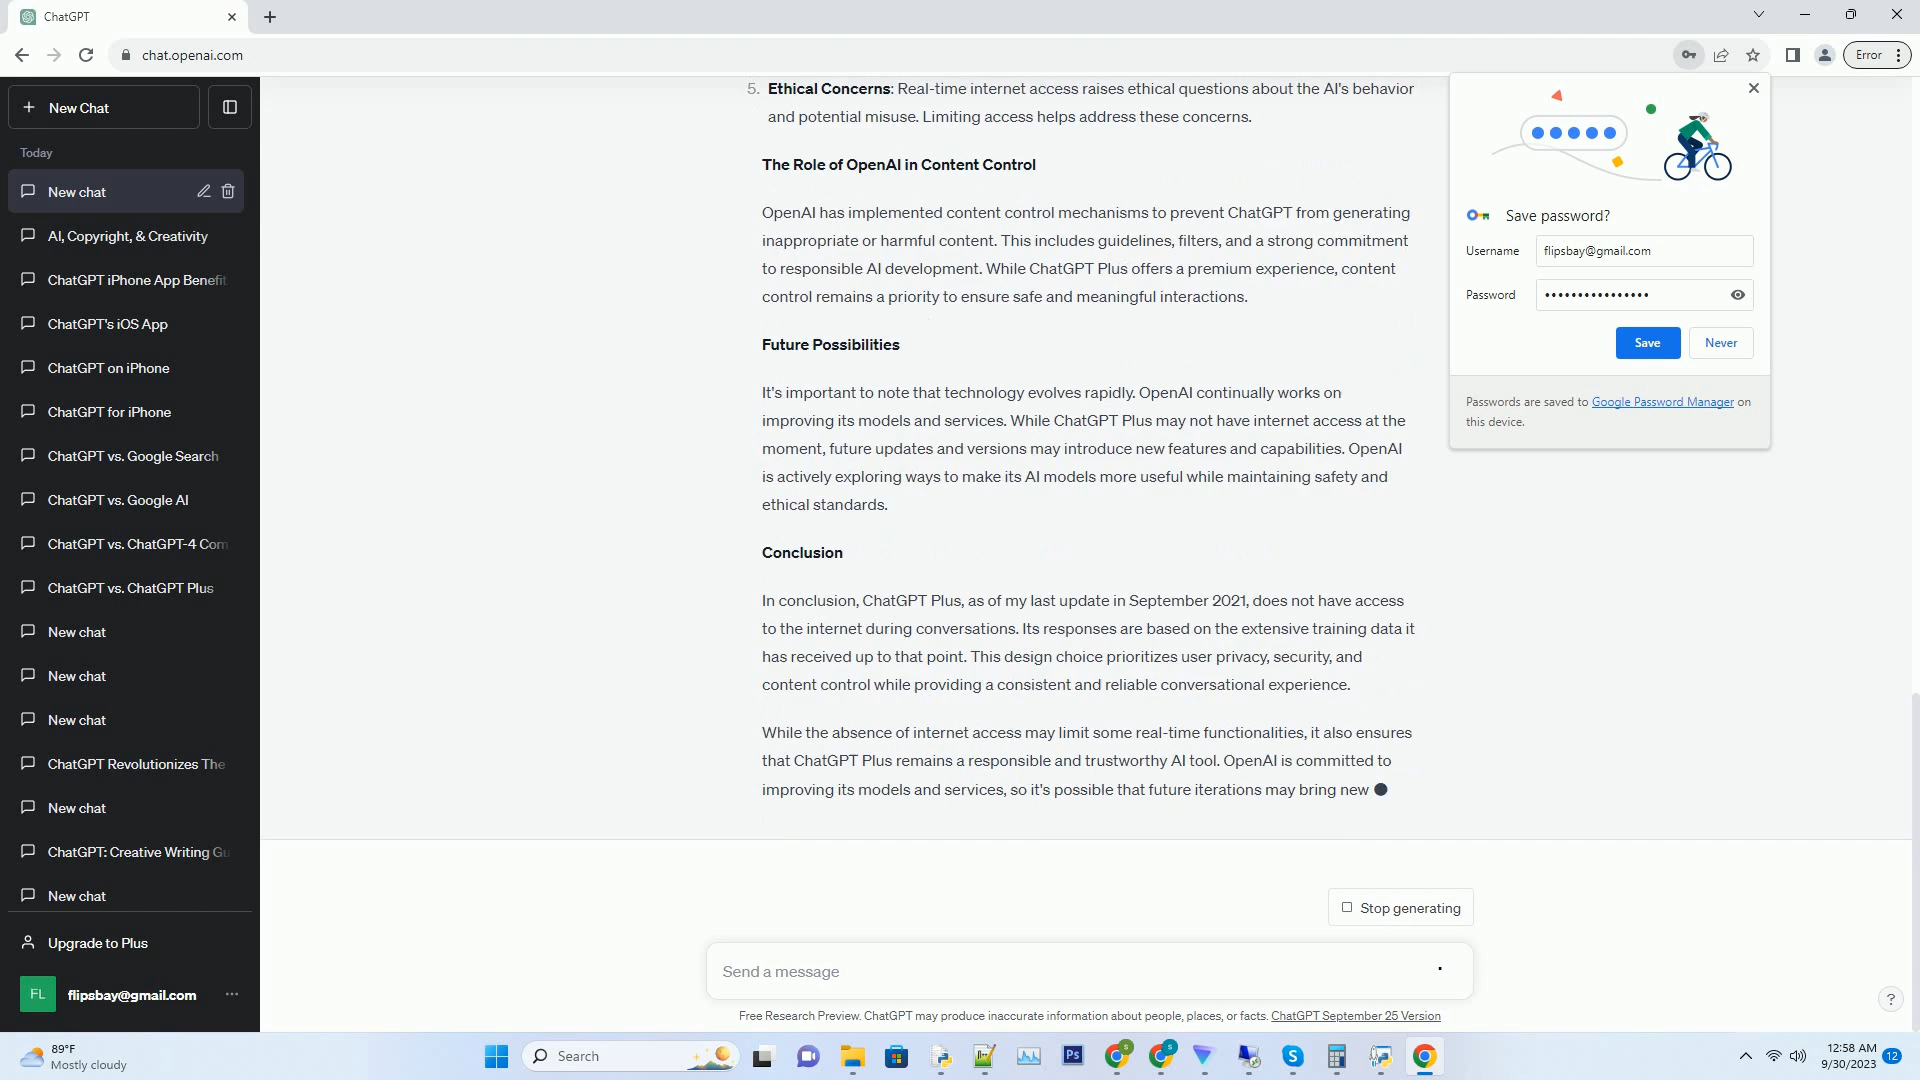 ChatGPT
chat.openai.com
Error
New Chat
Today
New chat
AI, Copyright, & Creativity
ChatGPT iPhone App Benefit
ChatGPT's iOS App
ChatGPT on iPhone
ChatGPT for iPhone
ChatGPT vs. Google Search
ChatGPT vs. Google AI
ChatGPT vs. ChatGPT-4 Com
ChatGPT vs. ChatGPT Plus
New chat
New chat
New chat
ChatGPT Revolutionizes The
New chat
ChatGPT: Creative Writing Gu
New chat
Upgrade to Plus
FL flipsbay@gmail.com
5. Ethical Concerns: Real-time internet access raises ethical questions about the AI's behavior
and potential misuse. Limiting access helps address these concerns.
The Role of OpenAI in Content Control
OpenAI has implemented content control mechanisms to prevent ChatGPT from generating
inappropriate or harmful content. This includes guidelines, filters, and a strong commitment
to responsible AI development. While ChatGPT Plus offers a premium experience, content
control remains a priority to ensure safe and meaningful interactions.
Future Possibilities
It's important to note that technology evolves rapidly. OpenAI continually works on
improving its models and services. While ChatGPT Plus may not have internet access at the
moment, future updates and versions may introduce new features and capabilities. OpenAI
is actively exploring ways to make its AI models more useful while maintaining safety and
ethical standards.
Conclusion
In conclusion, ChatGPT Plus, as of my last update in September 2021, does not have access
to the internet during conversations. Its responses are based on the extensive training data it
has received up to that point. This design choice prioritizes user privacy, security, and
content control while providing a consistent and reliable conversational experience.
While the absence of internet access may limit some real-time functionalities, it also ensures
that ChatGPT Plus remains a responsible and trustworthy AI tool. OpenAI is committed to
improving its models and services, so it's possible that future iterations may bring new
Stop generating
Send a message
Free Research Preview. ChatGPT may produce inaccurate information about people, places, or facts. ChatGPT September 25 Version
?
Save password?
Username flipsbay@gmail.com
Password ••••••••••••••••
Save Never
Passwords are saved to Google Password Manager on
this device.
89°F
Mostly cloudy
Search
Ps
S
S
S
12:58 AM
9/30/2023
12